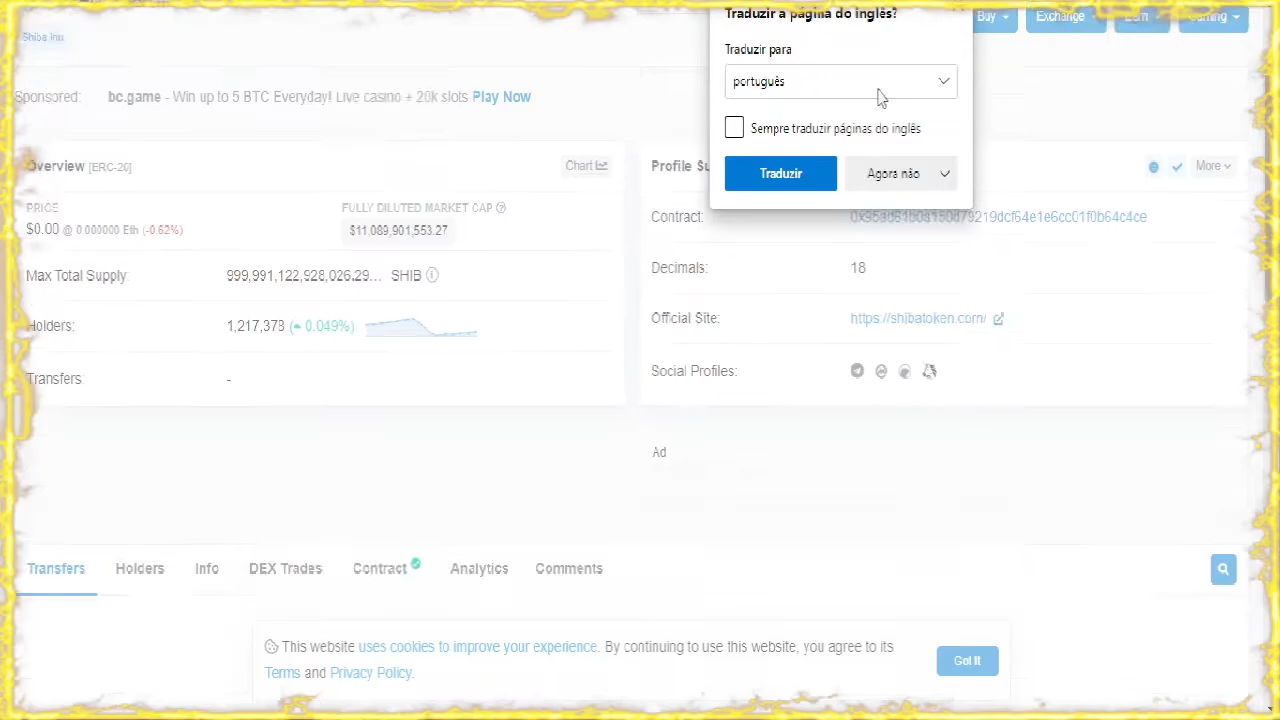 Traduzir a página do inglês?
Buy
Exchange
Earn
Gaming
Shiba Inu
Traduzir para
português
Sponsored: bc.game - Win up to 5 BTC Everyday! Live casino + 20k slots Play Now
Sempre traduzir páginas do inglês
Overview [ERC-20]
Chart
Traduzir
Agora não
Profile Su
More
PRICE
FULLY DILUTED MARKET CAP
$0.00 @ 0.000000 Eth (-0.62%)
$11,089,901,553.27
Contract: 0x95ad61b0a150d79219dcf64e1e6cc01f0b64c4ce
Max Total Supply: 999,991,122,928,026.29... SHIB
Decimals: 18
Holders: 1,217,378 (0.049%)
Official Site: https://shibatoken.com/
Transfers: -
Social Profiles:
Ad
Transfers Holders Info DEX Trades Contract Analytics Comments
This website uses cookies to improve your experience. By continuing to use this website, you agree to its
Terms and Privacy Policy.
Got It